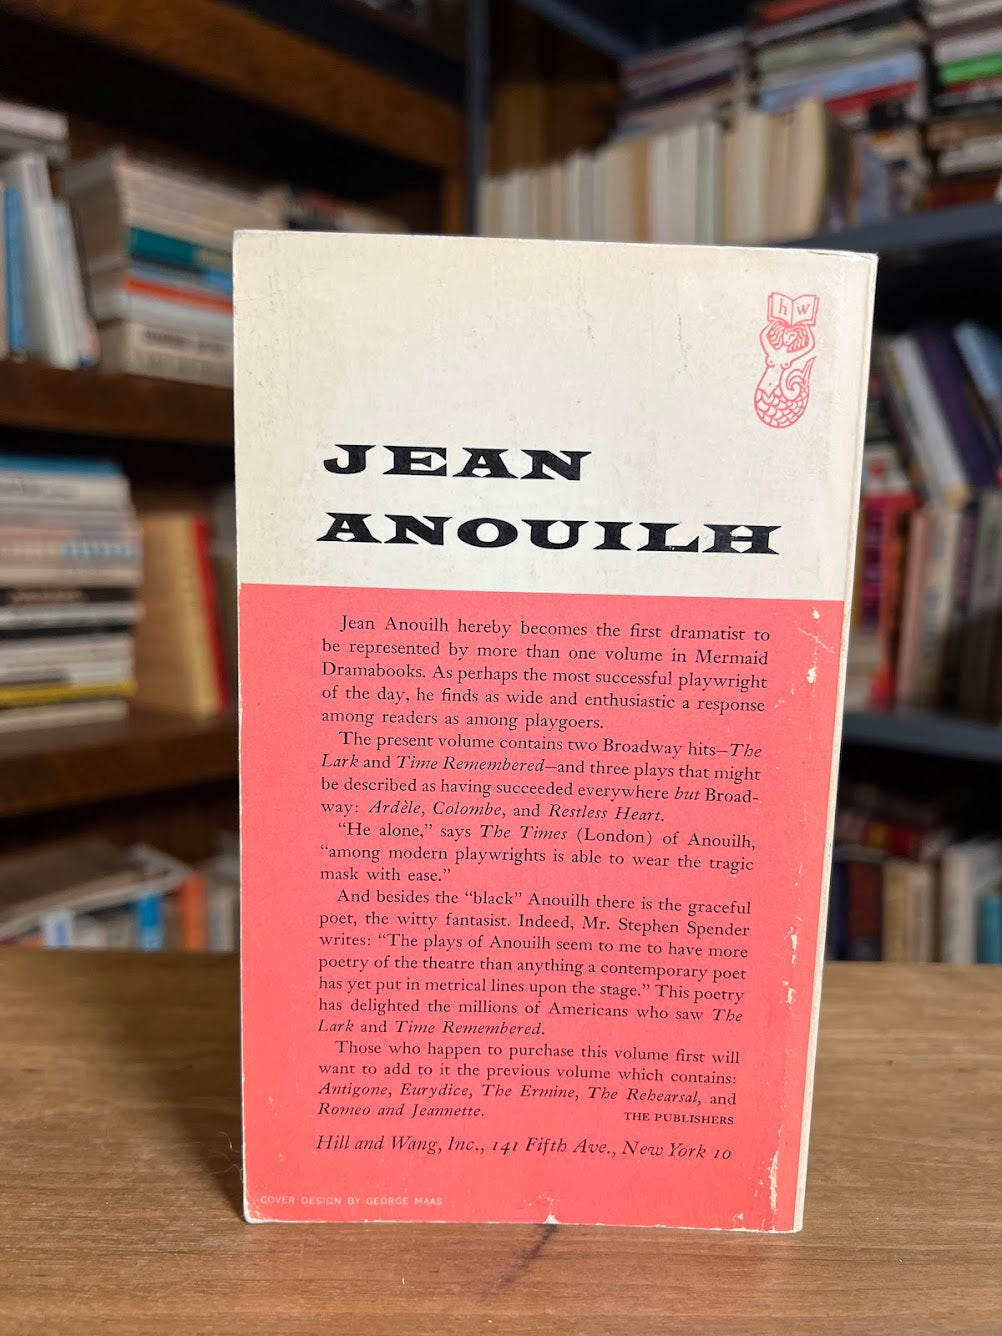 h w
JEAN
ANOUILH
Jean Anouilh hereby becomes the first dramatist to
be represented by more than one volume in Mermaid
Dramabooks. As perhaps the most successful playwright
of the day, he finds as wide and enthusiastic a response
among readers as among playgoers.
The present volume contains two Broadway hits—The
Lark and Time Remembered—and three plays that might
be described as having succeeded everywhere but Broad-
way: Ardèle, Colombe, and Restless Heart.
“He alone,” says The Times (London) of Anouilh,
“among modern playwrights is able to wear the tragic
mask with ease.”
And besides the “black” Anouilh there is the graceful
poet, the witty fantasist. Indeed, Mr. Stephen Spender
writes: “The plays of Anouilh seem to me to have more
poetry of the theatre than anything a contemporary poet
has yet put in metrical lines upon the stage.” This poetry
has delighted the millions of Americans who saw The
Lark and Time Remembered.
Those who happen to purchase this volume first will
want to add to it the previous volume which contains:
Antigone, Eurydice, The Ermine, The Rehearsal, and
Romeo and Jeannette.
THE PUBLISHERS
Hill and Wang, Inc., 141 Fifth Ave., New York 10
COVER DESIGN BY GEORGE MAAS